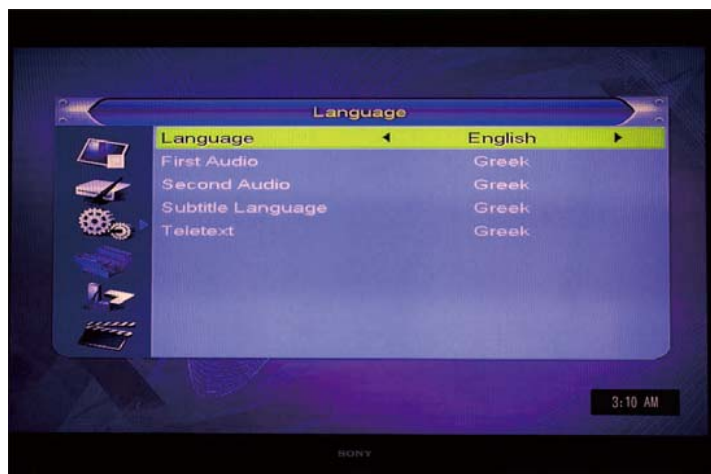 Language
Language English
First Audio Greek
Second Audio Greek
Subtitle Language Greek
Teletext Greek
3:10 AM
SONY